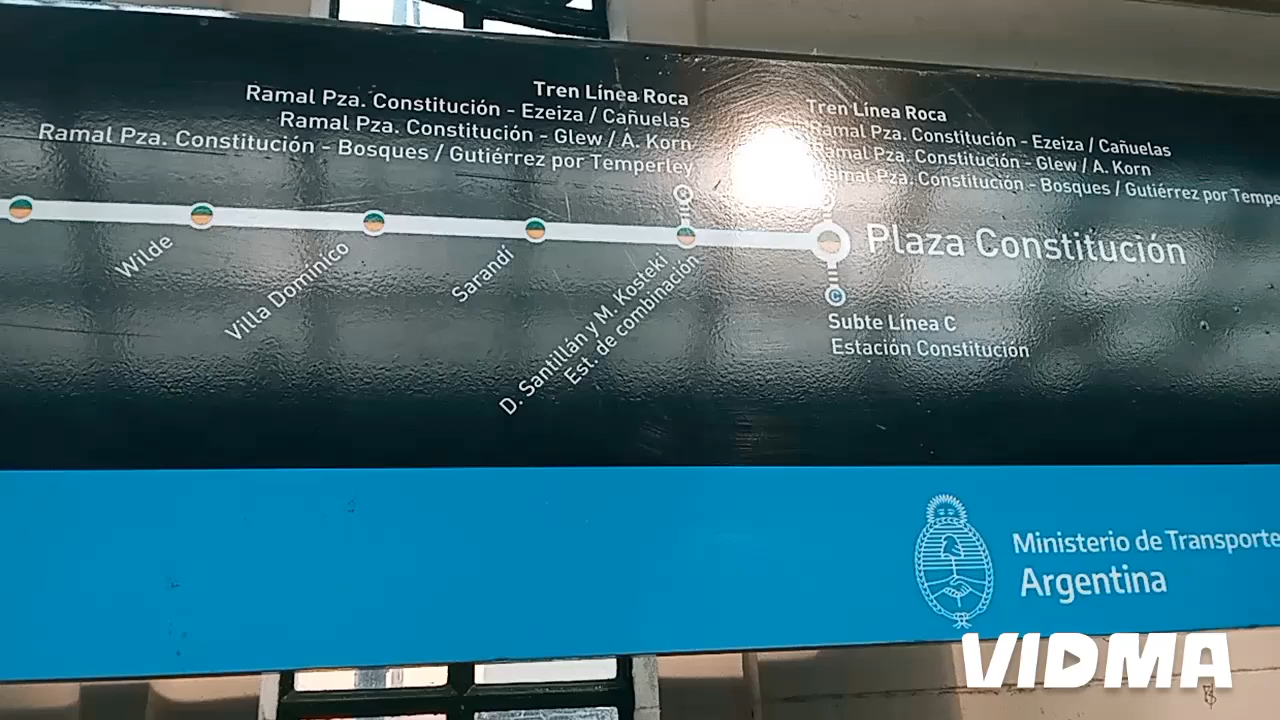 Tren Línea Roca
Ramal Pza. Constitución - Ezeiza / Cañuelas
Ramal Pza. Constitución - Glew / A. Korn
Ramal Pza. Constitución - Bosques / Gutiérrez por Temperley
Tren Línea Roca
Ramal Pza. Constitución - Ezeiza / Cañuelas
Ramal Pza. Constitución - Glew / A. Korn
Ramal Pza. Constitución - Bosques / Gutiérrez por Tempe
Wilde
Villa Domínico
Sarandí
D. Santillán y M. Kosteki
Est. de combinación
Plaza Constitución
C
Subte Línea C
Estación Constitución
Ministerio de Transporte
Argentina
VIDMA